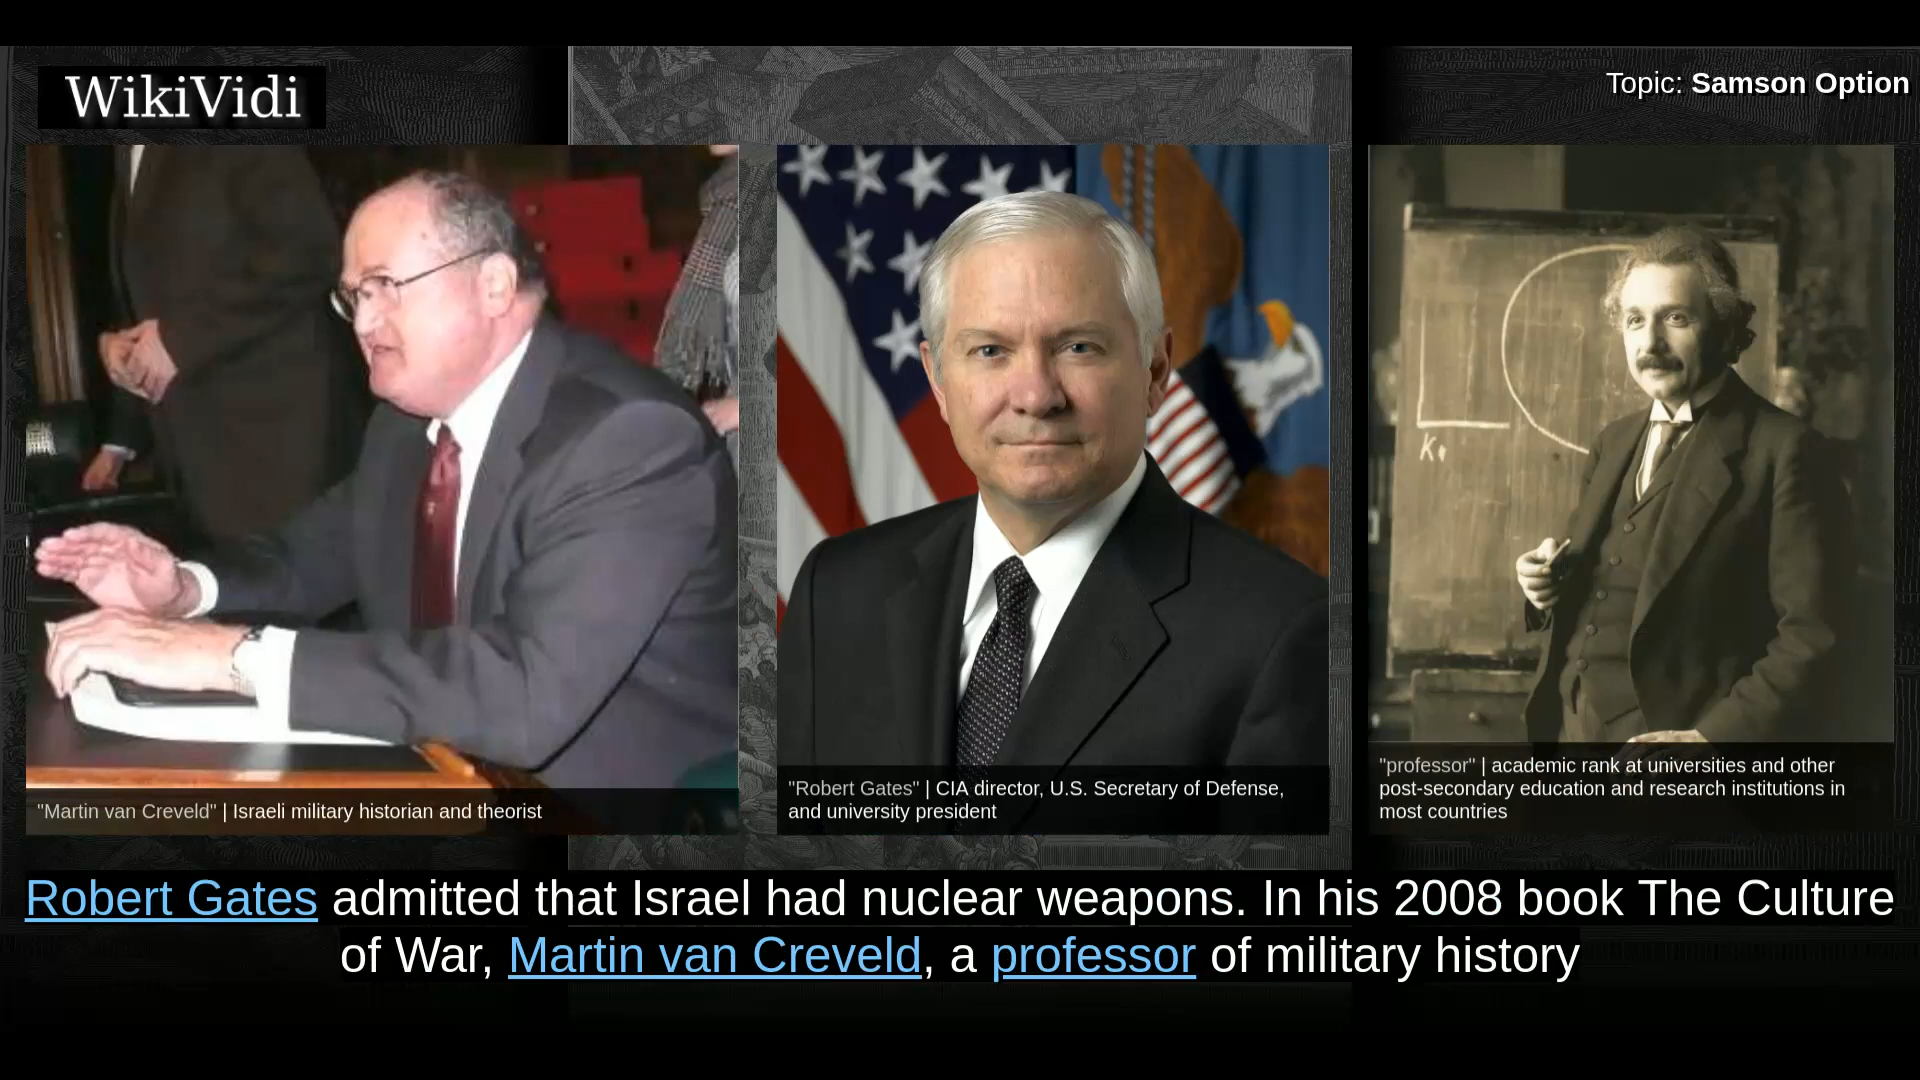 WikiVidi
Topic: Samson Option
"Martin van Creveld" | Israeli military historian and theorist
"Robert Gates" | CIA director, U.S. Secretary of Defense,
and university president
"professor" | academic rank at universities and other
post-secondary education and research institutions in
most countries
Robert Gates admitted that Israel had nuclear weapons. In his 2008 book The Culture
of War, Martin van Creveld, a professor of military history